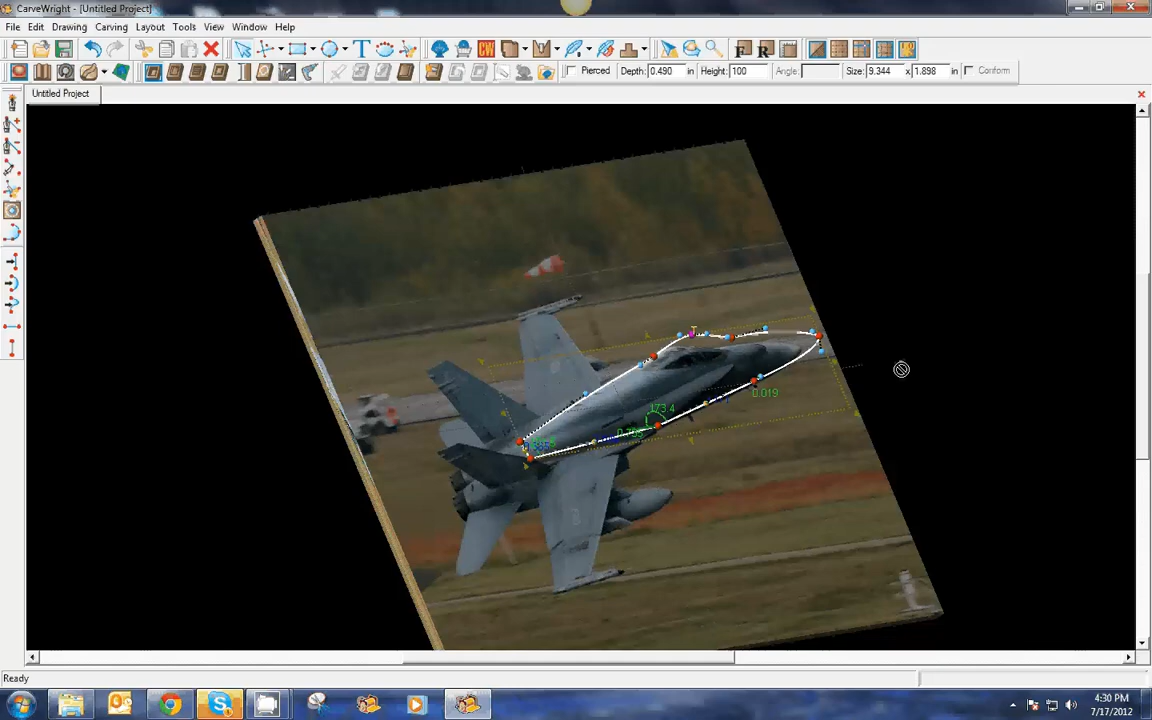 CarveWright - [Untitled Project]
File Edit Drawing Carving Layout Tools View Window Help
Pierced Depth: 0.490 in Height: 100 Angle: Size: 9.344 x 1.898 in Conform
Untitled Project
0.019
173.4
Ready
4:30 PM
7/17/2012